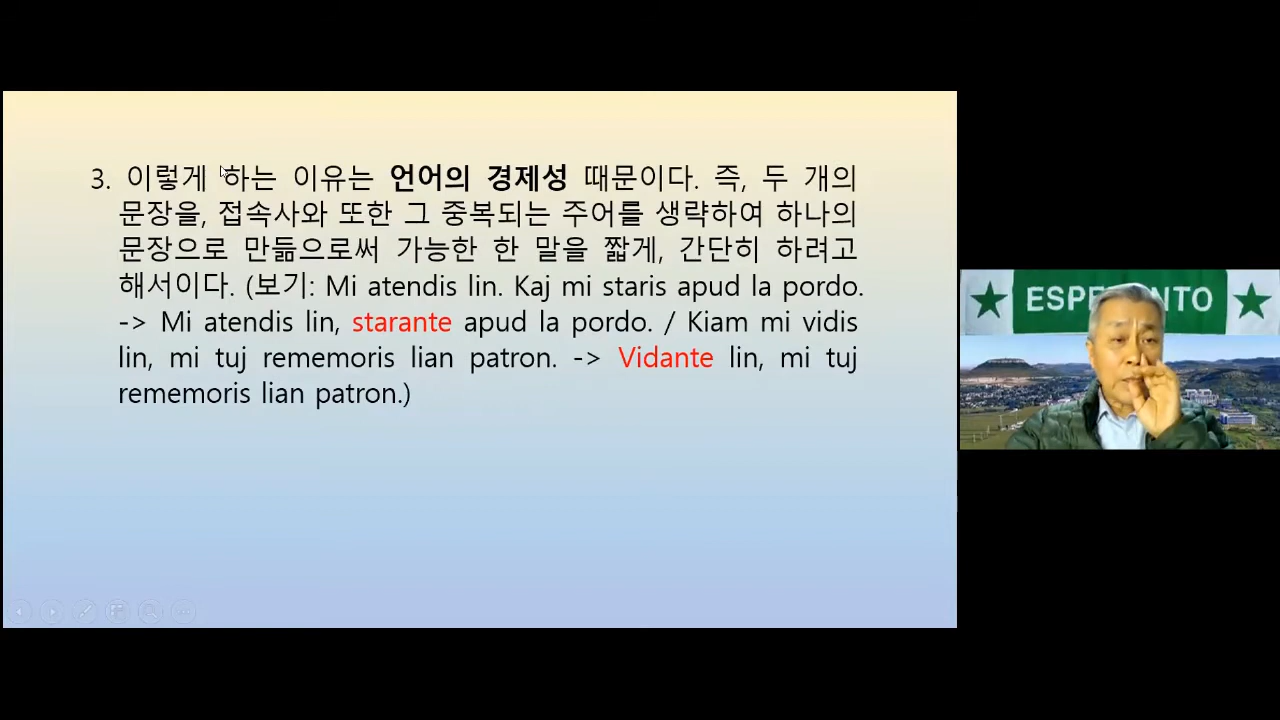 3. 이렇게 하는 이유는 언어의 경제성 때문이다. 즉, 두 개의
문장을, 접속사와 또한 그 중복되는 주어를 생략하여 하나의
문장으로 만듦으로써 가능한 한 말을 짧게, 간단히 하려고
해서이다. (보기: Mi atendis lin. Kaj mi staris apud la pordo.
-> Mi atendis lin, starante apud la pordo. / Kiam mi vidis
lin, mi tuj rememoris lian patron. -> Vidante lin, mi tuj
rememoris lian patron.)